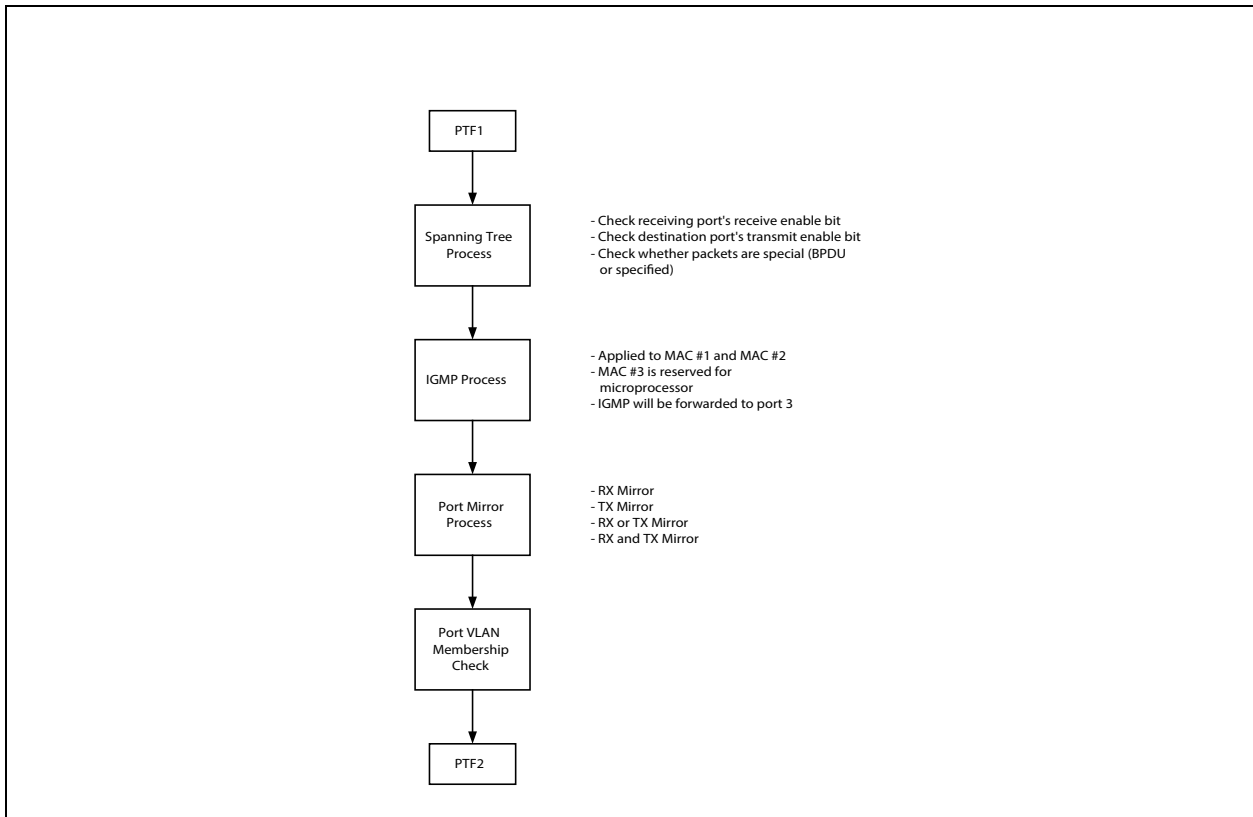 PTF1
Spanning Tree
Process
- Check receiving port's receive enable bit
- Check destination port's transmit enable bit
- Check whether packets are special (BPDU
or specified)
IGMP Process
- Applied to MAC #1 and MAC #2
- MAC #3 is reserved for
microprocessor
- IGMP will be forwarded to port 3
Port Mirror
Process
- RX Mirror
- TX Mirror
- RX or TX Mirror
- RX and TX Mirror
Port VLAN
Membership
Check
PTF2